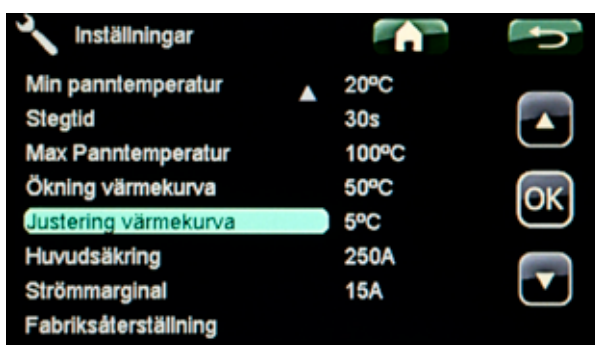 Inställningar
Min panntemperatur 20ºC
Stegtid 30s
Max Panntemperatur 100ºC
Ökning värmekurva 50ºC
Justering värmekurva 5ºC
Huvudsäkring 250A
Strömmarginal 15A
Fabriksåterställning
OK